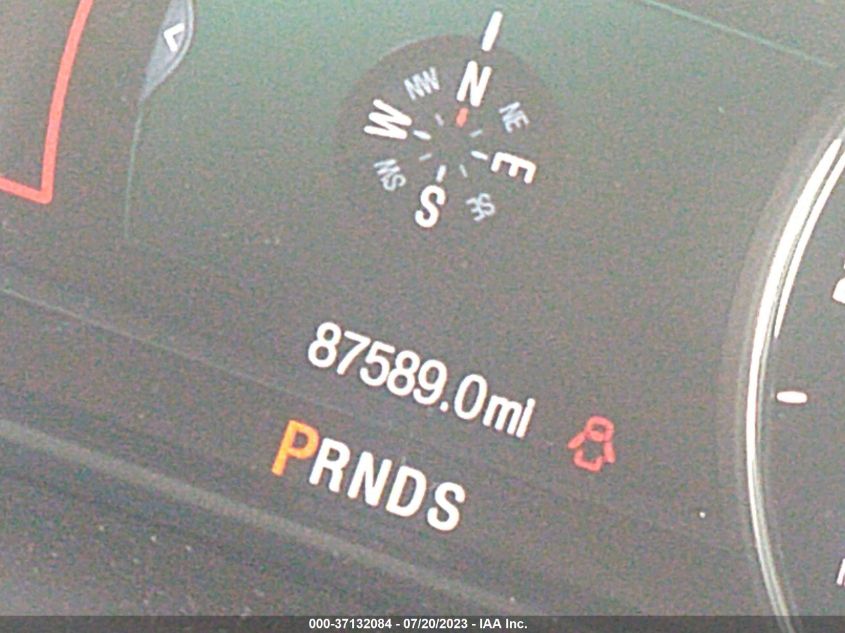 N
NW
NE
W
E
SW
SE
S
87589.0mi
PRNDS
000-37132084 - 07/20/2023 - IAA Inc.